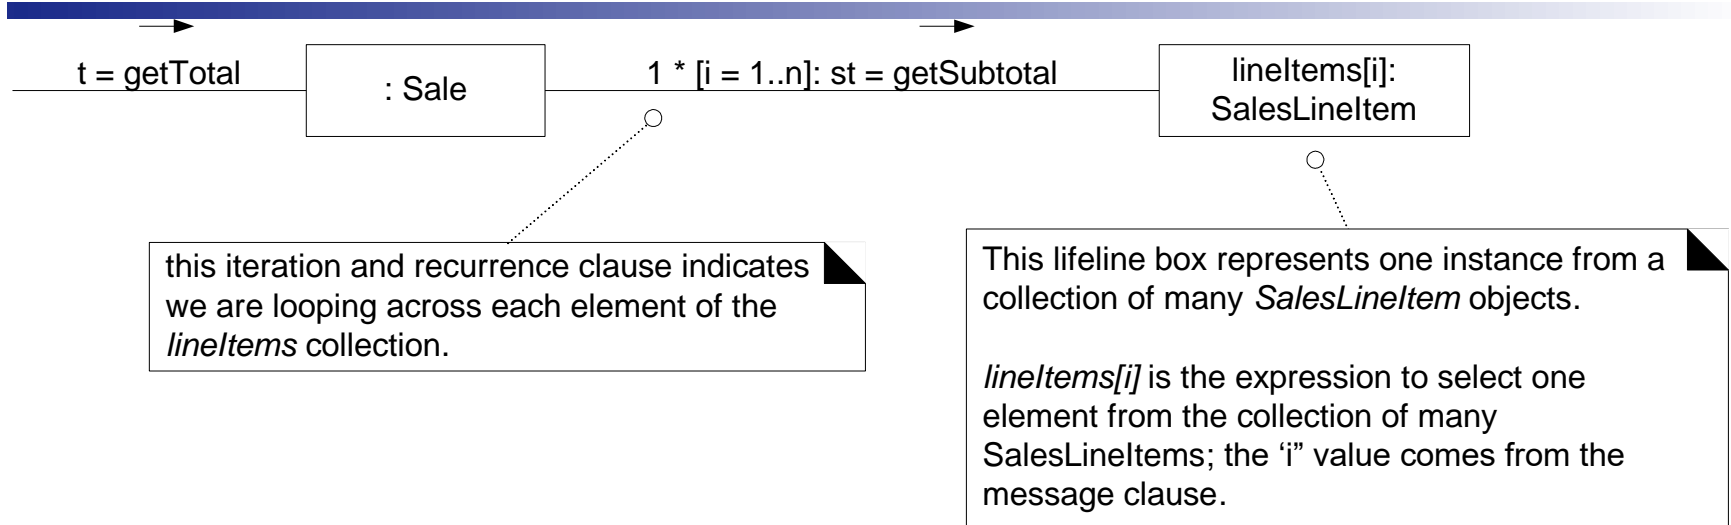 t = getTotal
: Sale
1 * [i = 1..n]: st = getSubtotal
lineItems[i]:
SalesLineItem
this iteration and recurrence clause indicates
we are looping across each element of the
lineItems collection.
This lifeline box represents one instance from a
collection of many SalesLineItem objects.
lineItems[i] is the expression to select one
element from the collection of many
SalesLineItems; the ‘i” value comes from the
message clause.